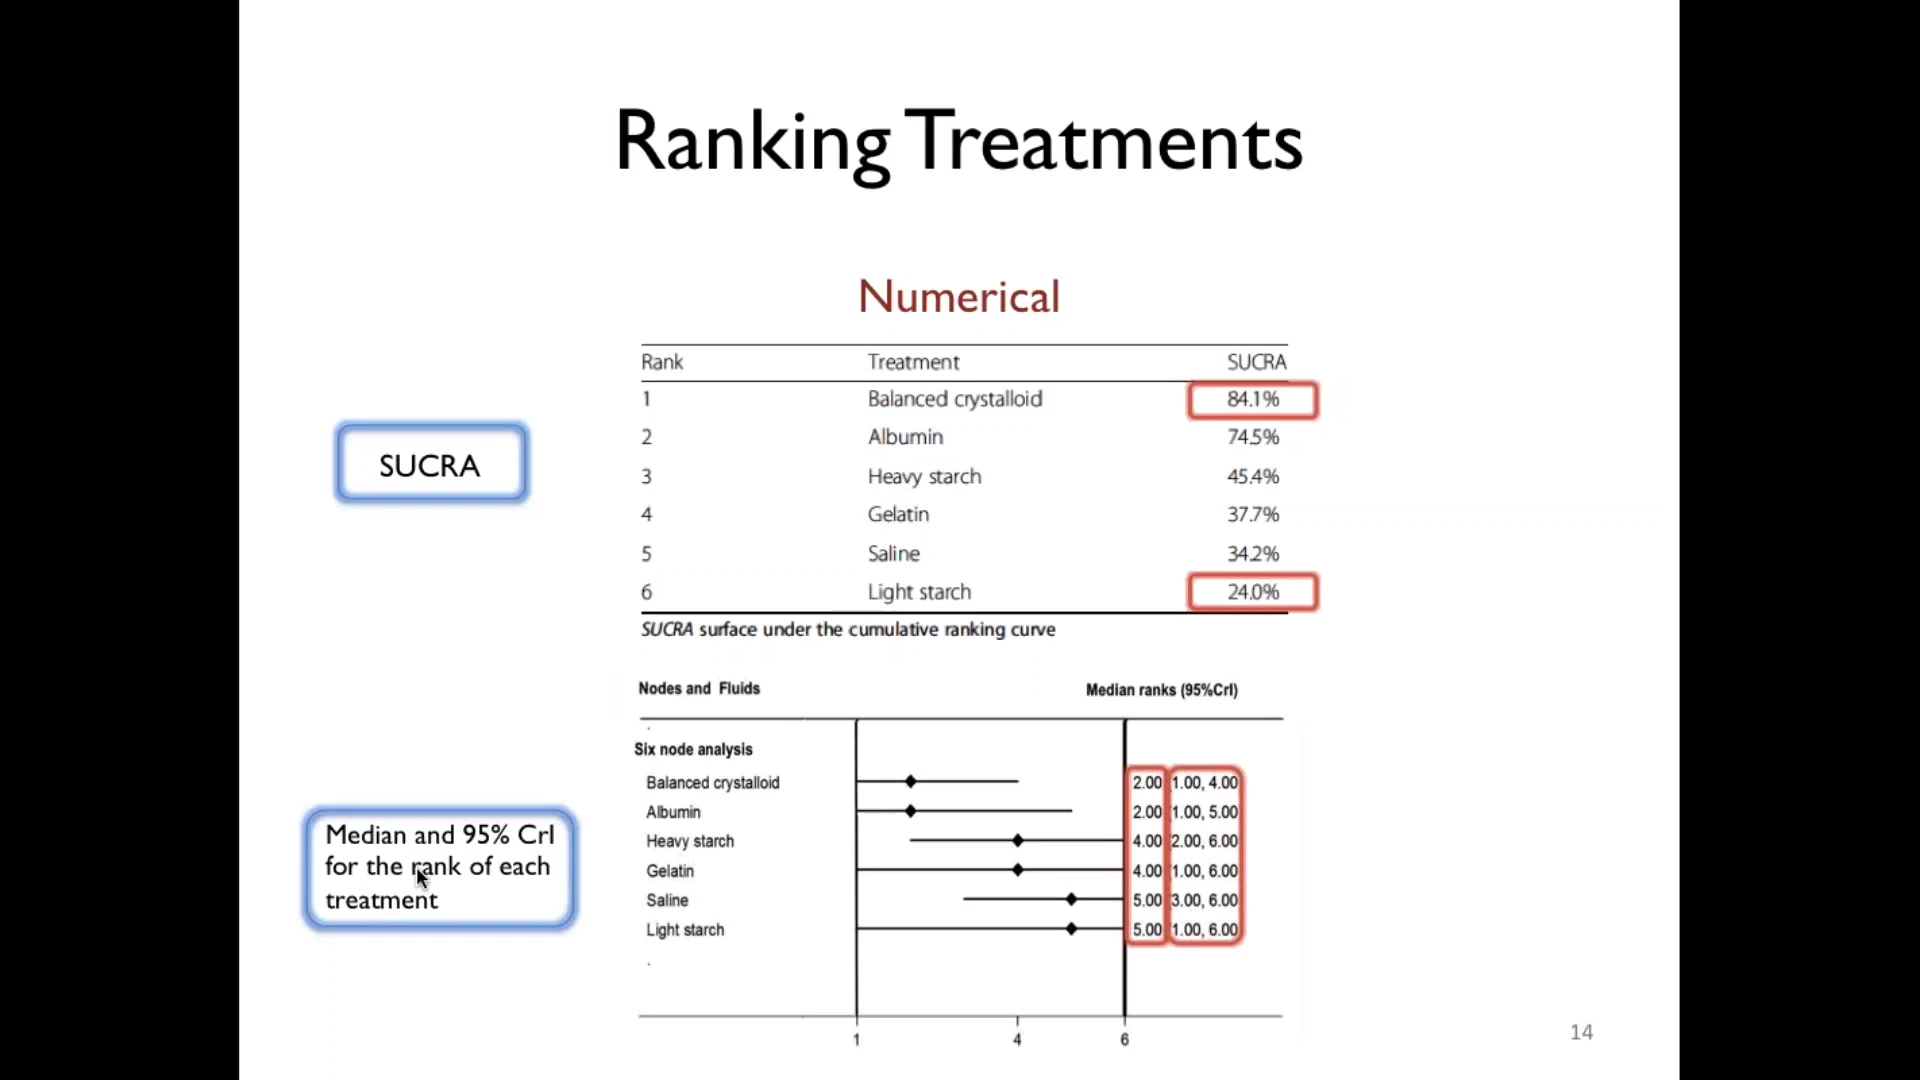 Ranking Treatments
Numerical
Rank Treatment SUCRA
1 Balanced crystalloid 84.1%
2 Albumin 74.5%
3 Heavy starch 45.4%
4 Gelatin 37.7%
5 Saline 34.2%
6 Light starch 24.0%
SUCRA surface under the cumulative ranking curve
SUCRA
Nodes and Fluids Median ranks (95%CrI)
Six node analysis
Balanced crystalloid 2.00 (1.00, 4.00
Albumin 2.00 (1.00, 5.00
Heavy starch 4.00 (2.00, 6.00
Gelatin 4.00 (1.00, 6.00
Saline 5.00 (3.00, 6.00
Light starch 5.00 (1.00, 6.00
1 4 6
Median and 95% CrI
for the rank of each
treatment
14